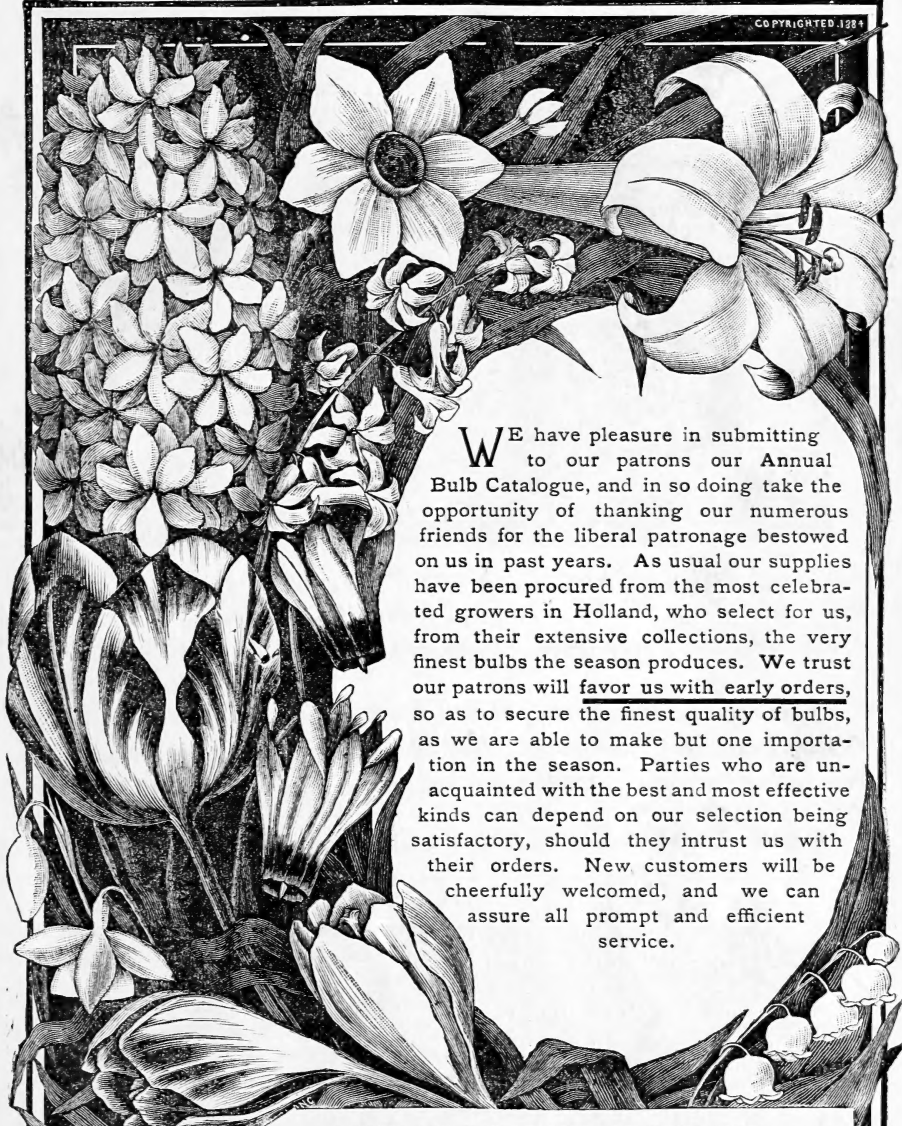 COPYRIGHTED.1884
WE have pleasure in submitting
to our patrons our Annual
Bulb Catalogue, and in so doing take the
opportunity of thanking our numerous
friends for the liberal patronage bestowed
on us in past years. As usual our supplies
have been procured from the most celebra-
ted growers in Holland, who select for us,
from their extensive collections, the very
finest bulbs the season produces. We trust
our patrons will favor us with early orders,
so as to secure the finest quality of bulbs,
as we are able to make but one importa-
tion in the season. Parties who are un-
acquainted with the best and most effective
kinds can depend on our selection being
satisfactory, should they intrust us with
their orders. New customers will be
cheerfully welcomed, and we can
assure all prompt and efficient
service.